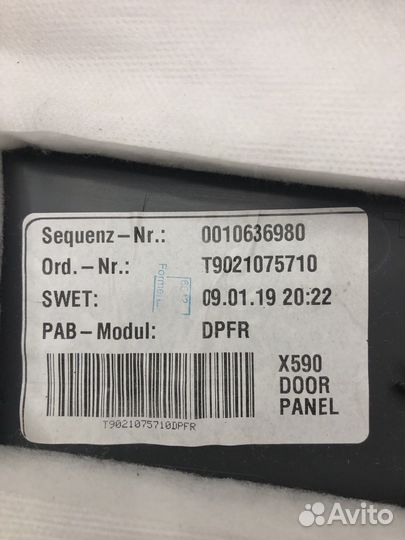 Sequenz-Nr.: 0010636980
Ord.-Nr.: T9021075710
SWET: 09.01.19 20:22
PAB-Modul: DPFR
X590
DOOR
PANEL
T9021075710DPFR
Avito